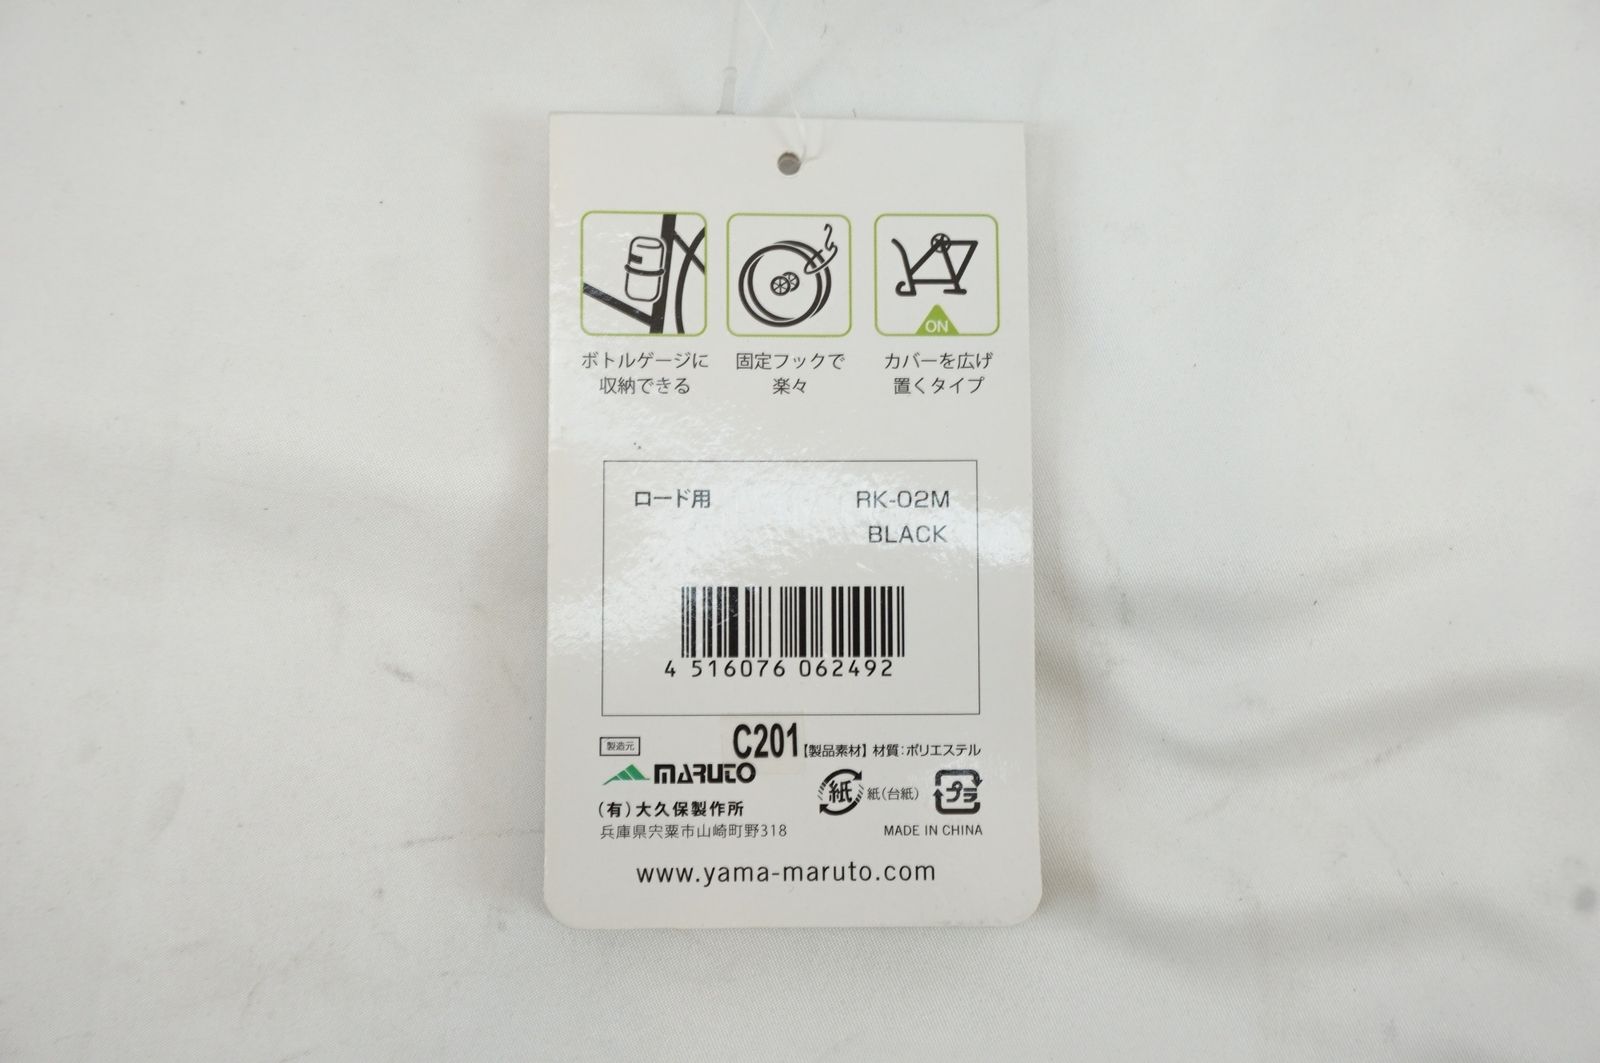 ON
ボトルゲージに
収納できる
固定フックで
楽々
カバーを広げ
置くタイプ
ロード用
RK-02M
BLACK
4 516076 062492
C201
製造元
【製品素材】材質：ポリエステル
MARUTO
紙
紙（台紙）
プラ
（有）大久保製作所
兵庫県宍粟市山崎町野318
MADE IN CHINA
www.yama-maruto.com